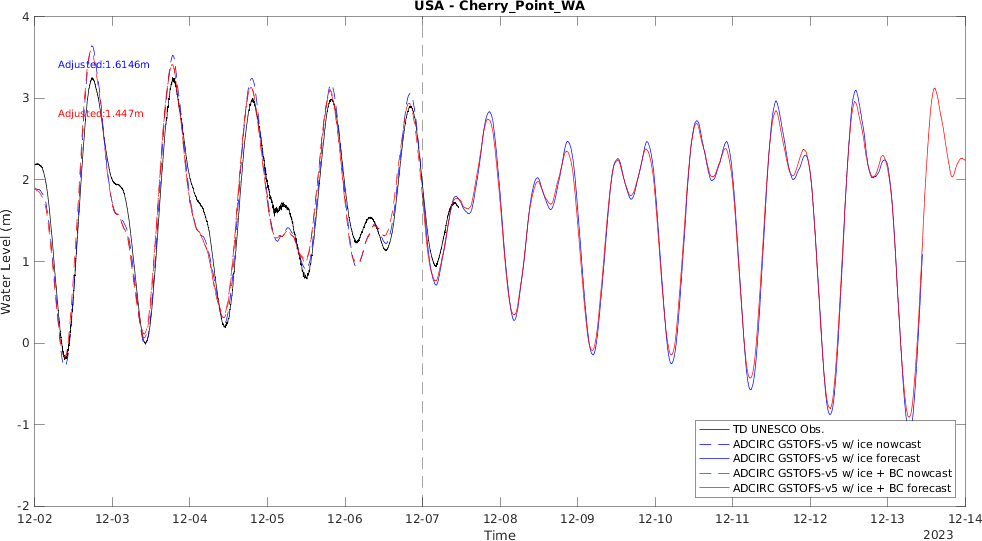 USA - Cherry_Point_WA
4
3
2
1
0
-1
-2
Water Level (m)
Adjusted:1.6146m
Adjusted:1.447m
TD UNESCO Obs.
ADCIRC GSTOFS-v5 w/ ice nowcast
ADCIRC GSTOFS-v5 w/ ice forecast
ADCIRC GSTOFS-v5 w/ ice + BC nowcast
ADCIRC GSTOFS-v5 w/ ice + BC forecast
12-02 12-03 12-04 12-05 12-06 12-07 12-08 12-09 12-10 12-11 12-12 12-13 12-14
Time
2023